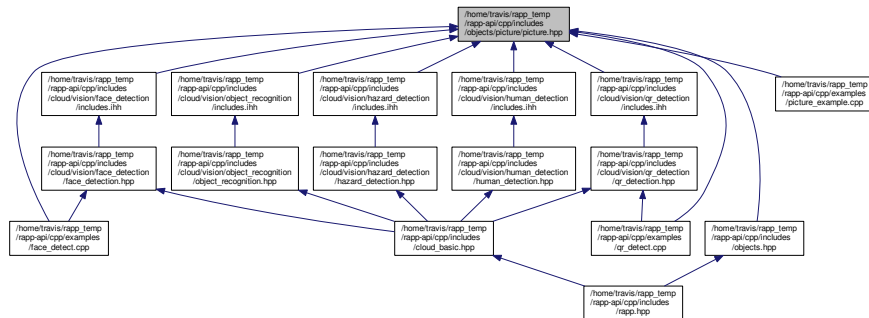 /home/travis/rapp_temp
/rapp-api/cpp/includes
/objects/picture/picture.hpp
/home/travis/rapp_temp
/rapp-api/cpp/includes
/cloud/vision/face_detection
/includes.ihh
/home/travis/rapp_temp
/rapp-api/cpp/includes
/cloud/vision/object_recognition
/includes.ihh
/home/travis/rapp_temp
/rapp-api/cpp/includes
/cloud/vision/hazard_detection
/includes.ihh
/home/travis/rapp_temp
/rapp-api/cpp/includes
/cloud/vision/human_detection
/includes.ihh
/home/travis/rapp_temp
/rapp-api/cpp/includes
/cloud/vision/qr_detection
/includes.ihh
/home/travis/rapp_temp
/rapp-api/cpp/examples
/picture_example.cpp
/home/travis/rapp_temp
/rapp-api/cpp/includes
/cloud/vision/face_detection
/face_detection.hpp
/home/travis/rapp_temp
/rapp-api/cpp/includes
/cloud/vision/object_recognition
/object_recognition.hpp
/home/travis/rapp_temp
/rapp-api/cpp/includes
/cloud/vision/hazard_detection
/hazard_detection.hpp
/home/travis/rapp_temp
/rapp-api/cpp/includes
/cloud/vision/human_detection
/human_detection.hpp
/home/travis/rapp_temp
/rapp-api/cpp/includes
/cloud/vision/qr_detection
/qr_detection.hpp
/home/travis/rapp_temp
/rapp-api/cpp/examples
/face_detect.cpp
/home/travis/rapp_temp
/rapp-api/cpp/includes
/cloud_basic.hpp
/home/travis/rapp_temp
/rapp-api/cpp/examples
/qr_detect.cpp
/home/travis/rapp_temp
/rapp-api/cpp/includes
/objects.hpp
/home/travis/rapp_temp
/rapp-api/cpp/includes
/rapp.hpp